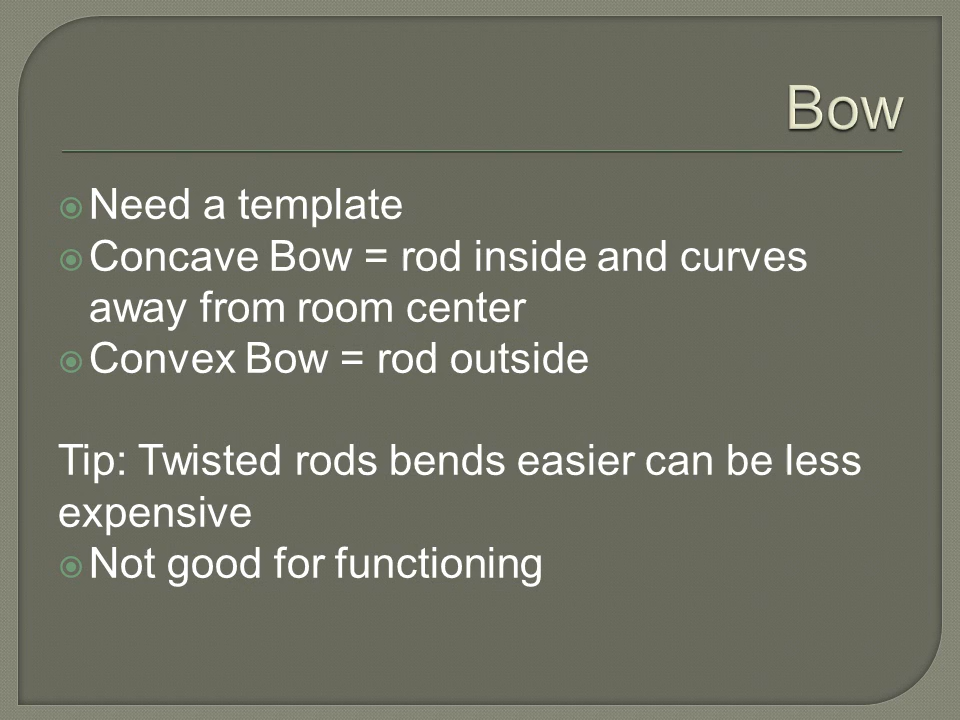 Bow
Need a template
Concave Bow = rod inside and curves
away from room center
Convex Bow = rod outside
Tip: Twisted rods bends easier can be less
expensive
Not good for functioning